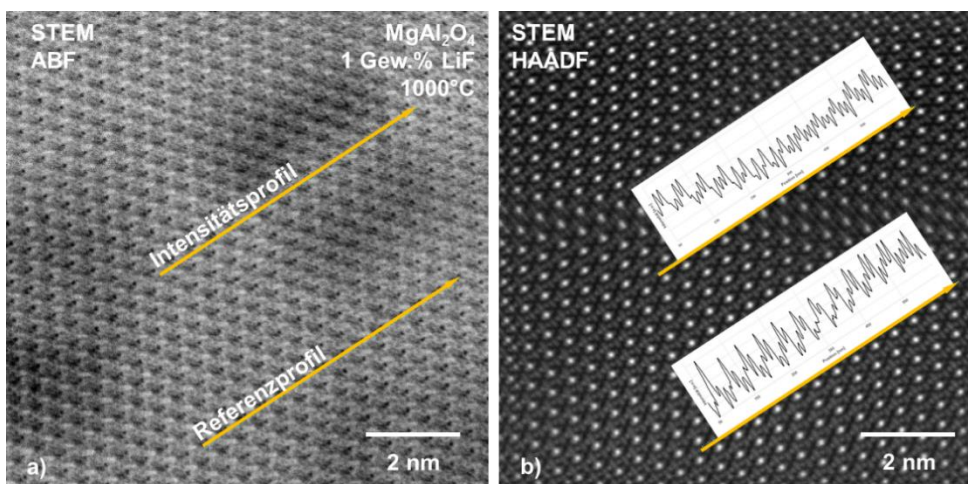 STEM
ABF
MgAl₂O₄
1 Gew.% LiF
1000°C
Intensitätsprofil
Referenzprofil
2 nm
a)
STEM
HAADF
2 nm
b)